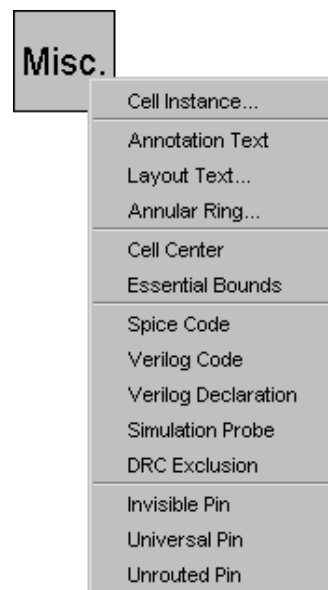 Misc.
Cell Instance...
Annotation Text
Layout Text...
Annular Ring...
Cell Center
Essential Bounds
Spice Code
Verilog Code
Verilog Declaration
Simulation Probe
DRC Exclusion
Invisible Pin
Universal Pin
Unrouted Pin